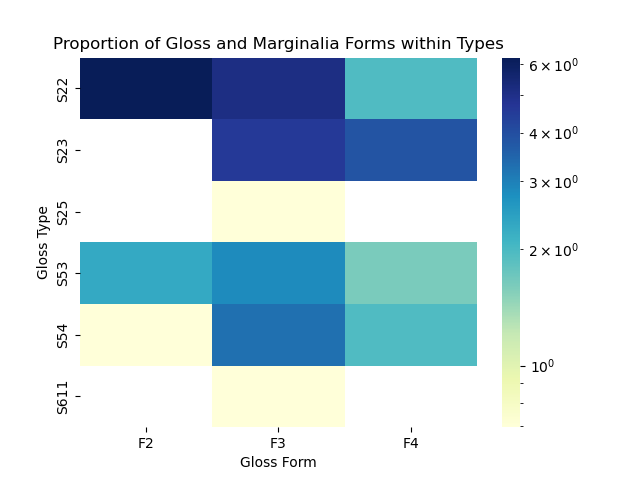 Proportion of Gloss and Marginalia Forms within Types
Gloss Type
S22
S23
S25
S53
S54
S611
F2
F3
F4
Gloss Form
6 × 10⁰
4 × 10⁰
3 × 10⁰
2 × 10⁰
10⁰